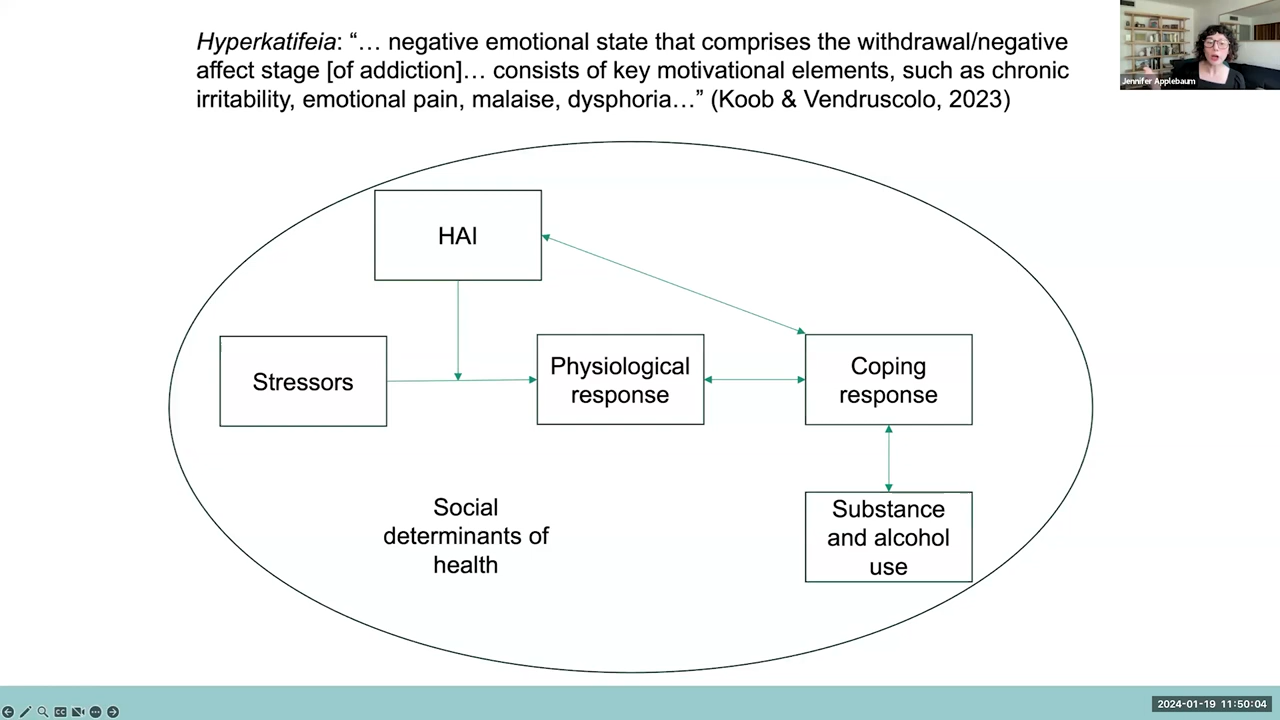 Hyperkatifeia: “… negative emotional state that comprises the withdrawal/negative
affect stage [of addiction]… consists of key motivational elements, such as chronic
irritability, emotional pain, malaise, dysphoria…” (Koob & Vendruscolo, 2023)
Jennifer Applebaum
HAI
Stressors
Physiological
response
Coping
response
Social
determinants of
health
Substance
and alcohol
use
CC
2024-01-19 11:50:04